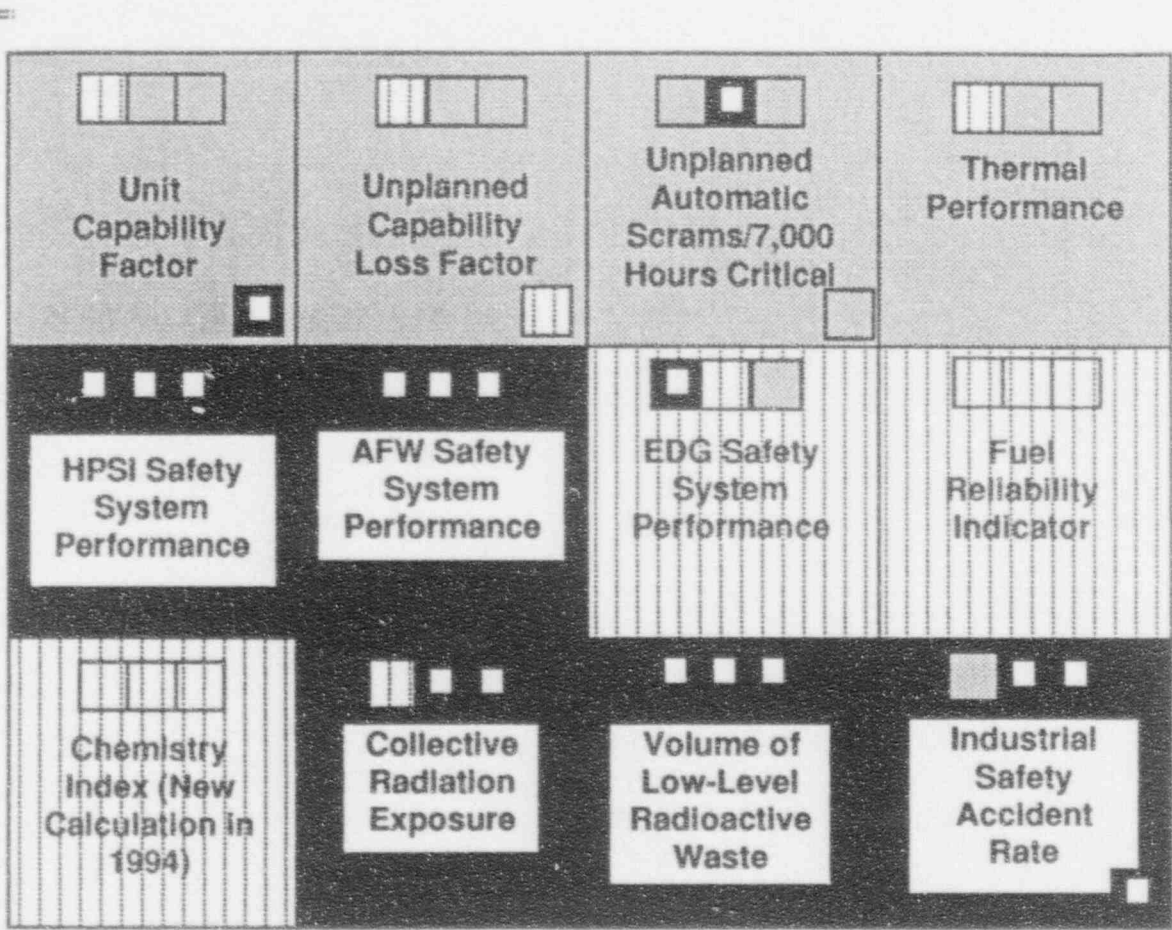 Unit
Capability
Factor
Unplanned
Capability
Loss Factor
Unplanned
Automatic
Scrams/7,000
Hours Critical
Thermal
Performance
HPSI Safety
System
Performance
AFW Safety
System
Performance
EDG Safety
System
Performance
Fuel
Reliability
Indicator
Chemistry
Index (New
Calculation in
1994)
Collective
Radiation
Exposure
Volume of
Low-Level
Radioactive
Waste
Industrial
Safety
Accident
Rate